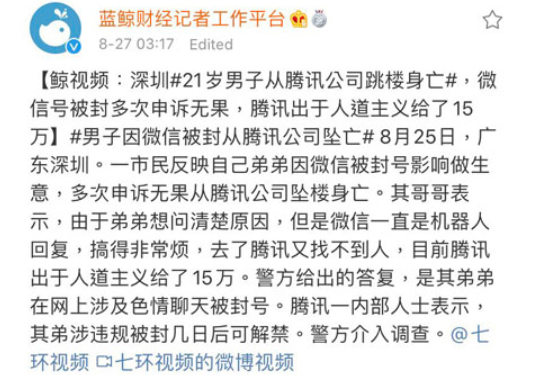 蓝鲸财经记者工作平台
8-27 03:17 Edited
【鲸视频：深圳#21岁男子从腾讯公司跳楼身亡#，微
信号被封多次申诉无果，腾讯出于人道主义给了15
万】#男子因微信被封从腾讯公司坠亡# 8月25日，广
东深圳。一市民反映自己弟弟因微信被封号影响做生
意，多次申诉无果从腾讯公司坠楼身亡。其哥哥表
示，由于弟弟想问清楚原因，但是微信一直是机器人
回复，搞得非常烦，去了腾讯又找不到人，目前腾讯
出于人道主义给了15万。警方给出的答复，是其弟弟
在网上涉及色情聊天被封号。腾讯一内部人士表示，
其弟涉违规被封几日后可解禁。警方介入调查。@七
环视频 七环视频的微博视频